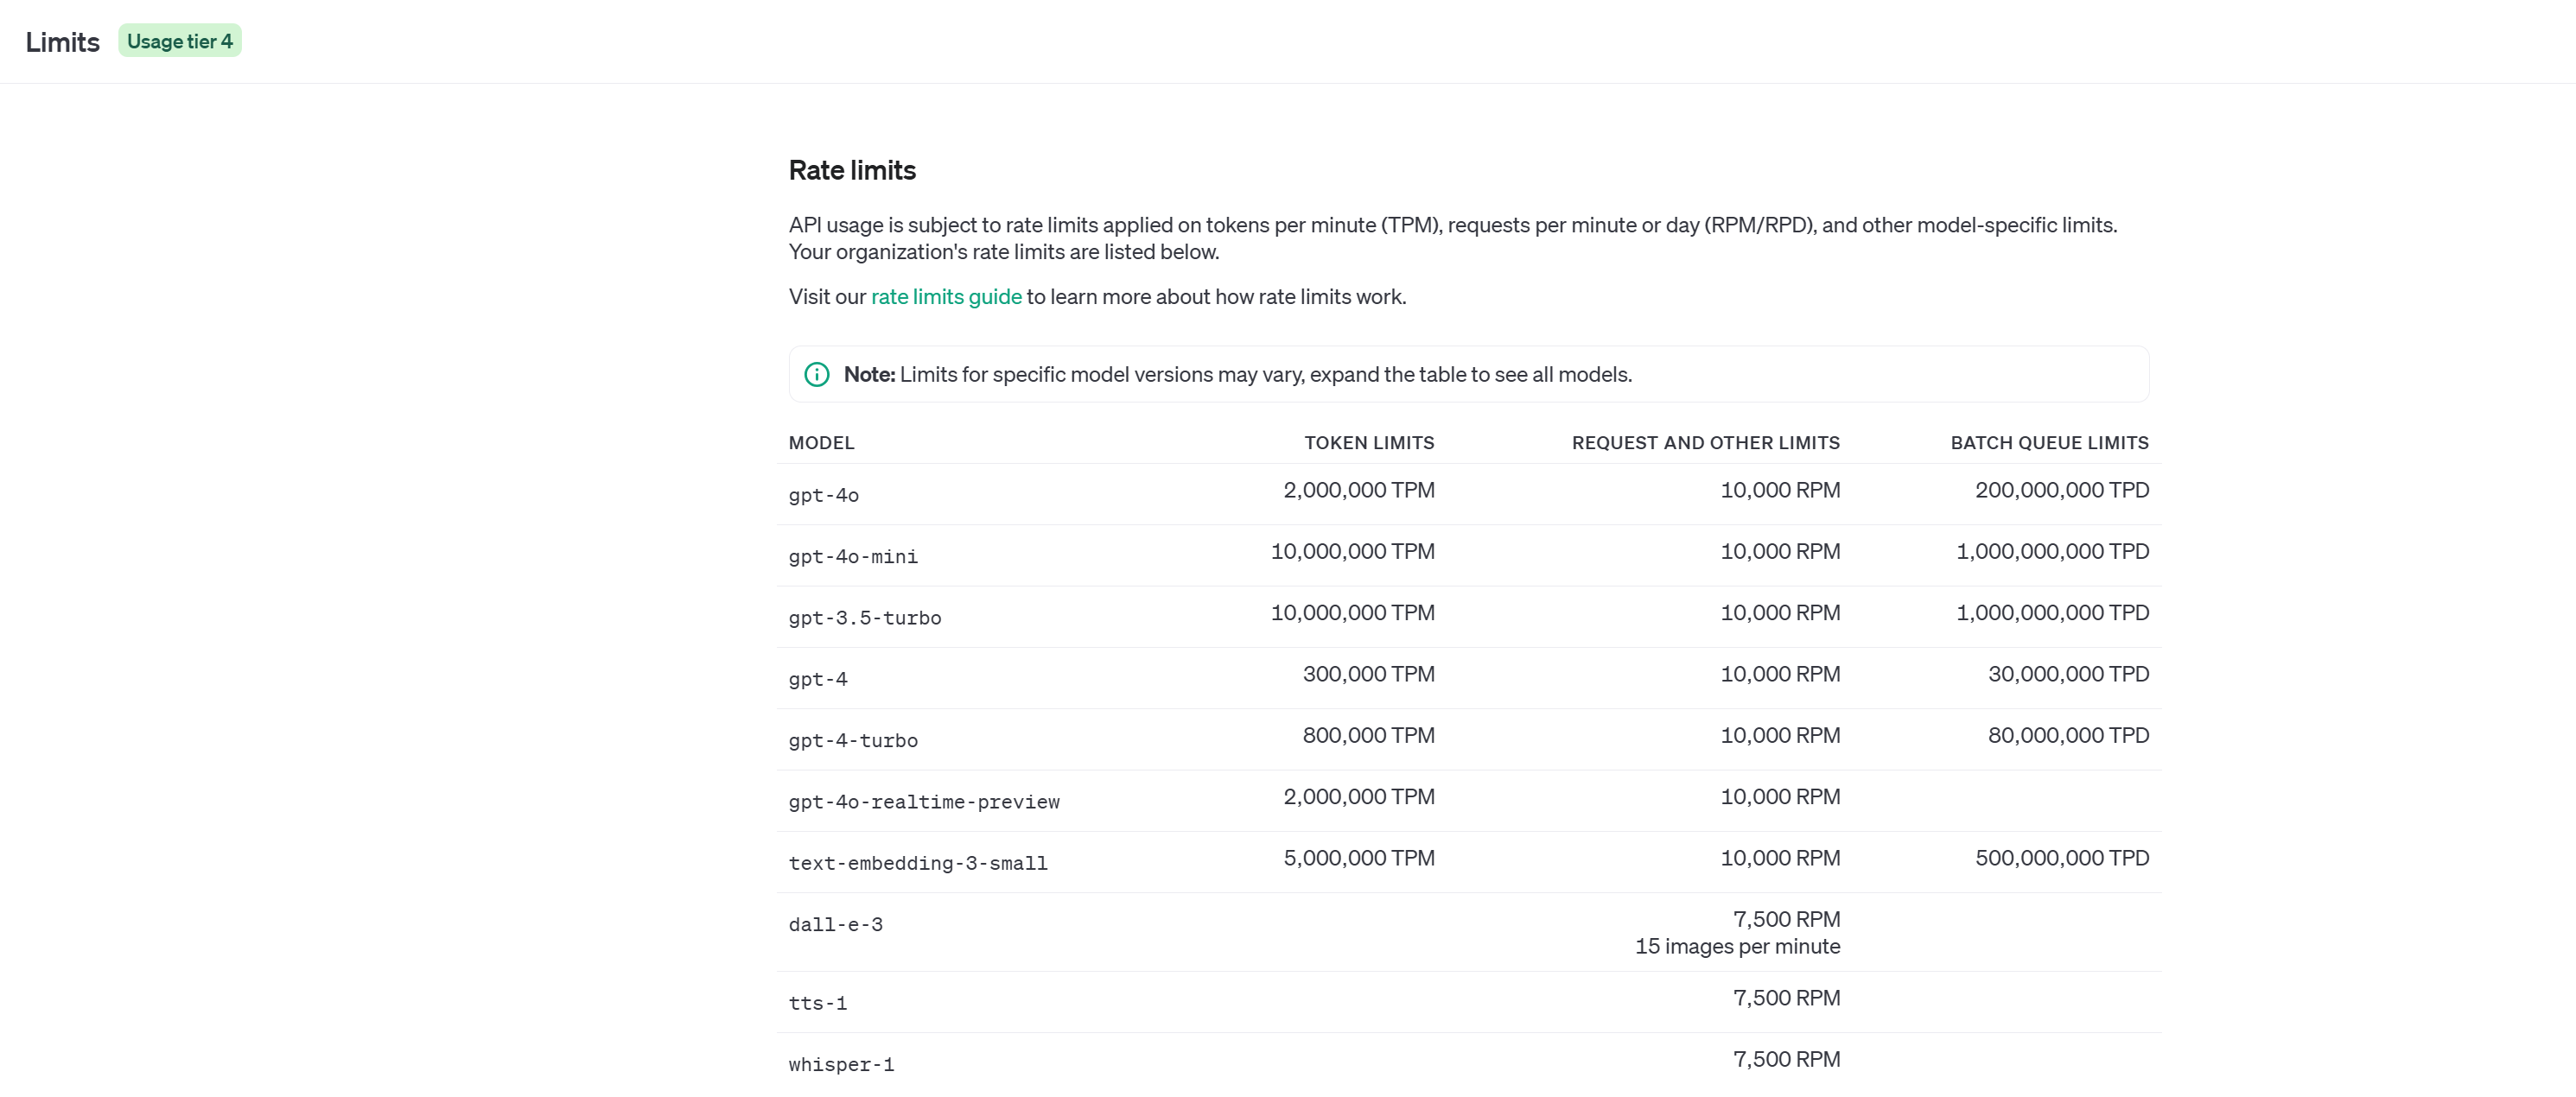 Limits Usage tier 4
Rate limits
API usage is subject to rate limits applied on tokens per minute (TPM), requests per minute or day (RPM/RPD), and other model-specific limits.
Your organization's rate limits are listed below.
Visit our rate limits guide to learn more about how rate limits work.
Note: Limits for specific model versions may vary, expand the table to see all models.
MODEL TOKEN LIMITS REQUEST AND OTHER LIMITS BATCH QUEUE LIMITS
gpt-4o 2,000,000 TPM 10,000 RPM 200,000,000 TPD
gpt-4o-mini 10,000,000 TPM 10,000 RPM 1,000,000,000 TPD
gpt-3.5-turbo 10,000,000 TPM 10,000 RPM 1,000,000,000 TPD
gpt-4 300,000 TPM 10,000 RPM 30,000,000 TPD
gpt-4-turbo 800,000 TPM 10,000 RPM 80,000,000 TPD
gpt-4o-realtime-preview 2,000,000 TPM 10,000 RPM
text-embedding-3-small 5,000,000 TPM 10,000 RPM 500,000,000 TPD
dall-e-3 7,500 RPM
15 images per minute
tts-1 7,500 RPM
whisper-1 7,500 RPM